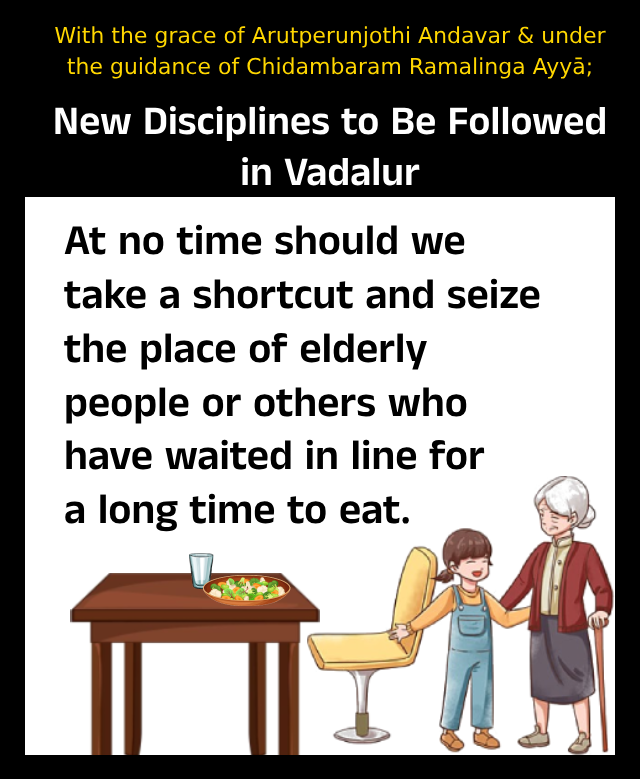 With the grace of Arutperunjothi Andavar & under
the guidance of Chidambaram Ramalinga Ayyā;
New Disciplines to Be Followed
in Vadalur
At no time should we
take a shortcut and seize
the place of elderly
people or others who
have waited in line for
a long time to eat.